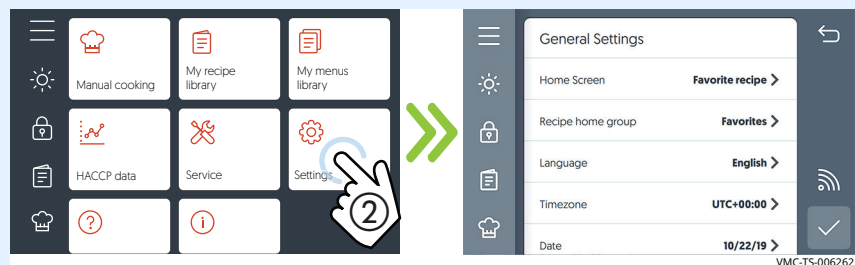 Manual cooking
My recipe
library
My menus
library
HACCP data
Service
Settings
2
?
i
General Settings
Home Screen Favorite recipe >
Recipe home group Favorites >
Language English >
Timezone UTC+00:00 >
Date 10/22/19 >
VMC-TS-006262